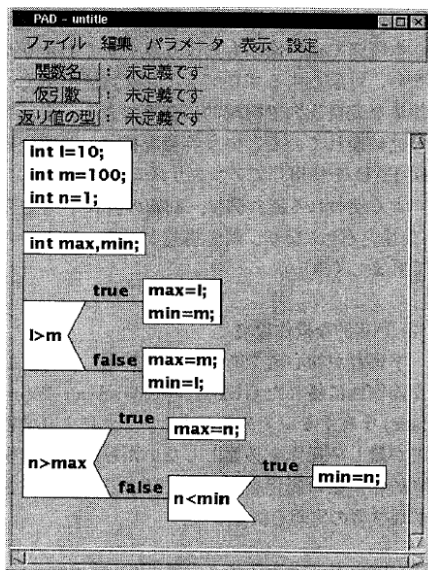 PAD - untitle
ファイル 編集 パラメータ 表示 設定
関数名 : 未定義です
仮引数 : 未定義です
返り値の型 : 未定義です
int l=10;
int m=100;
int n=1;
int max,min;
l>m
true
max=l;
min=m;
false
max=m;
min=l;
n>max
true
max=n;
false
n<min
true
min=n;